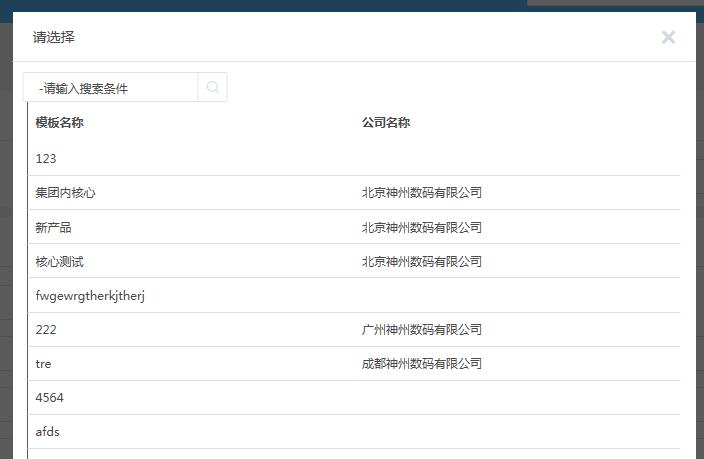 请选择
-请输入搜索条件
模板名称 公司名称
123
集团内核心 北京神州数码有限公司
新产品 北京神州数码有限公司
核心测试 北京神州数码有限公司
fwgewrgtherkjtherj
222 广州神州数码有限公司
tre 成都神州数码有限公司
4564
afds